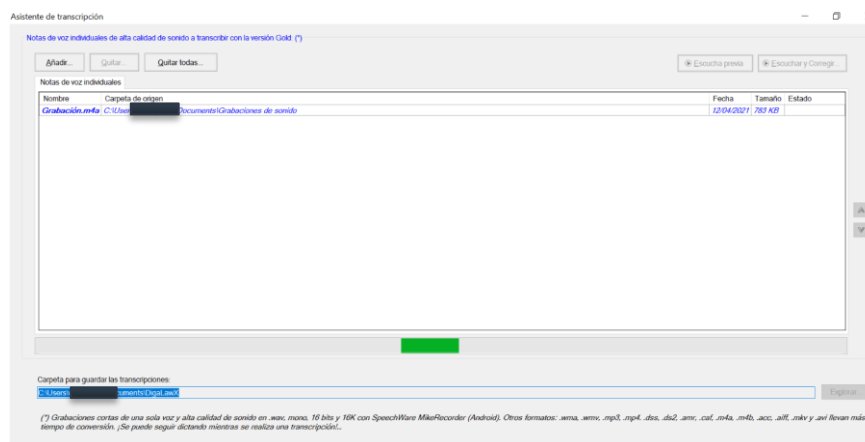 Asistente de transcripción
Notas de voz individuales de alta calidad de sonido a transcribir con la versión Gold: (*)
Añadir... Quitar... Quitar todas... Escucha previa Escuchar y Corregir...
Notas de voz individuales
Nombre Carpeta de origen Fecha Tamaño Estado
Grabación.m4a C:\User Documents\Grabaciones de sonido 12/04/2021 783 KB
Carpeta para guardar las transcripciones:
C:\Users\ cuments\DigaLawX Explorar...
(*) Grabaciones cortas de una sola voz y alta calidad de sonido en .wav, mono, 16 bits y 16K con SpeechWare MikeRecorder (Android). Otros formatos: .wma, .wmv, .mp3, .mp4. .dss, .ds2, .amr, .caf, .m4a, .m4b, .acc, .aiff, .mkv y .avi llevan más
tiempo de conversión. ¡Se puede seguir dictando mientras se realiza una transcripción!..